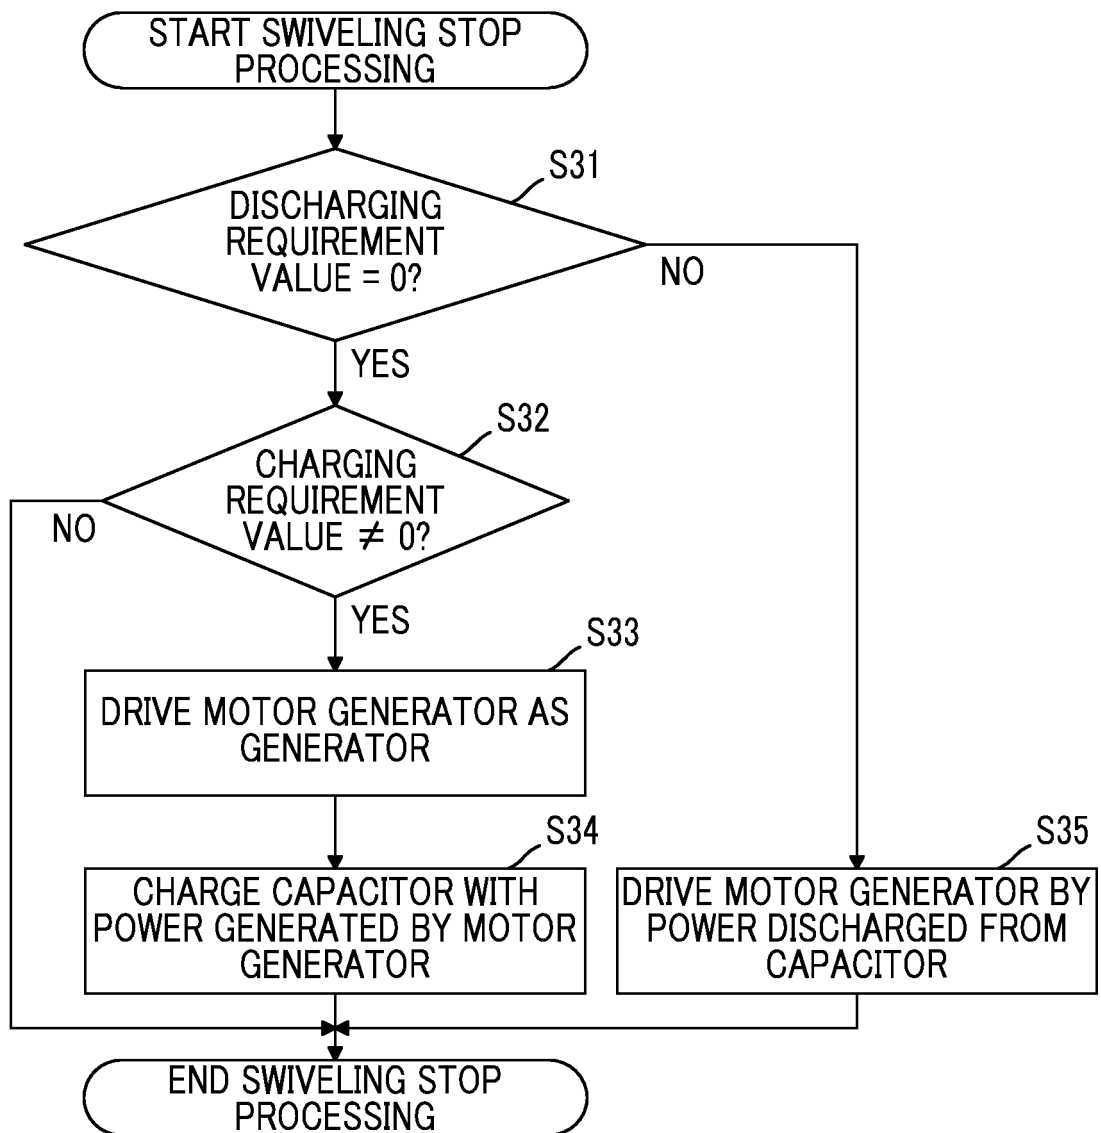 START SWIVELING STOP
PROCESSING
S31
DISCHARGING
REQUIREMENT
VALUE = 0?
NO
YES
S32
CHARGING
REQUIREMENT
VALUE ≠ 0?
NO
YES
S33
DRIVE MOTOR GENERATOR AS
GENERATOR
S34
CHARGE CAPACITOR WITH
POWER GENERATED BY MOTOR
GENERATOR
S35
DRIVE MOTOR GENERATOR BY
POWER DISCHARGED FROM
CAPACITOR
END SWIVELING STOP
PROCESSING